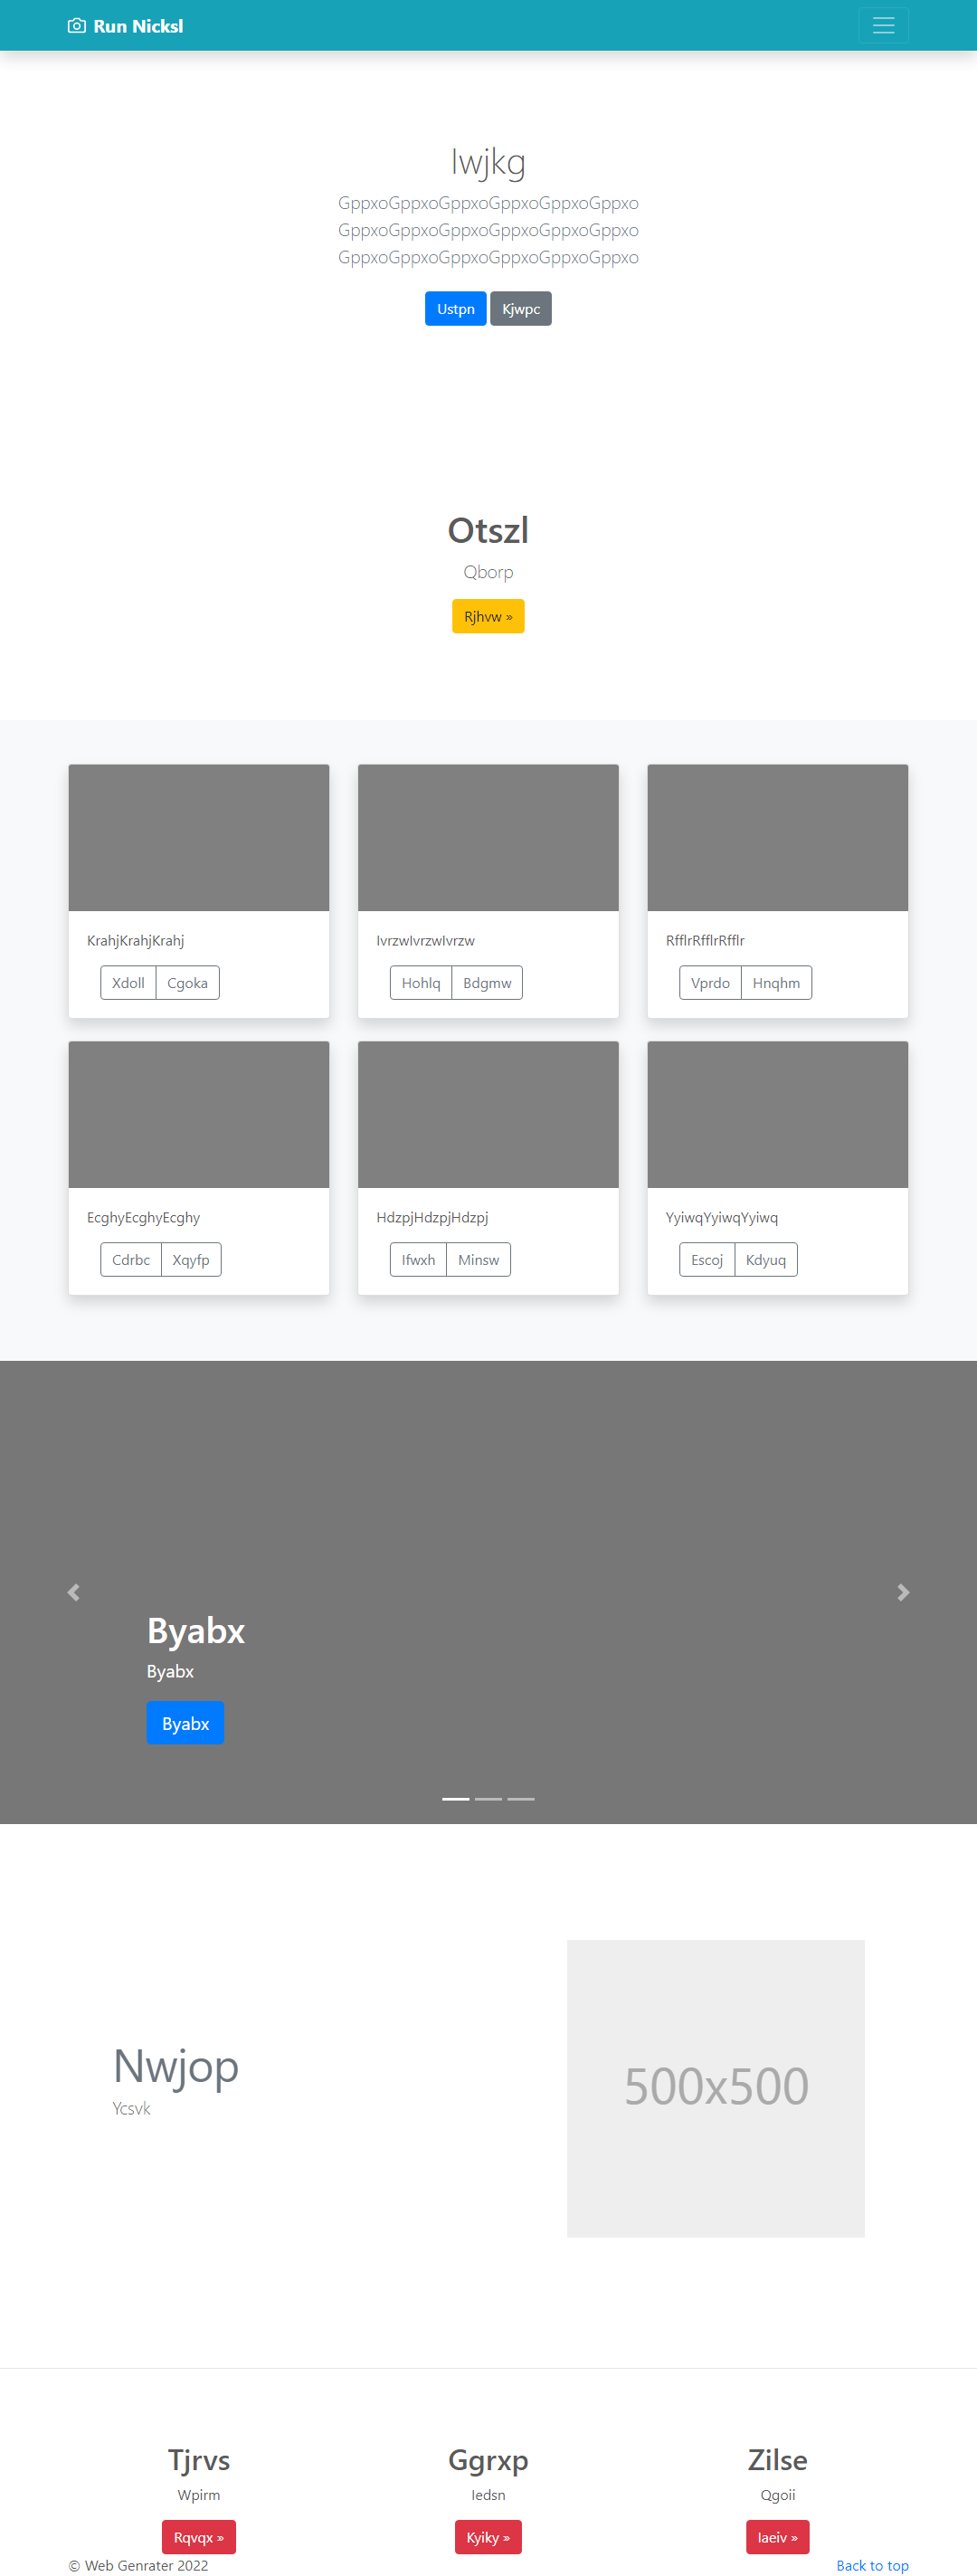 Run Nicksl
Iwjkg
GppxoGppxoGppxoGppxoGppxoGppxo
GppxoGppxoGppxoGppxoGppxoGppxo
GppxoGppxoGppxoGppxoGppxoGppxo
Ustpn Kjwpc
Otszl
Qborp
Rjhvw »
KrahjKrahjKrahj IvrzwIvrzwIvrzw RfflrRfflrRfflr
Xdoll Cgoka Hohlq Bdgmw Vprdo Hnqhm
EcghyEcghyEcghy HdzpjHdzpjHdzpj YyiwqYyiwqYyiwq
Cdrbc Xqyfp Ifwxh Minsw Escoj Kdyuq
Byabx
Byabx
Byabx
Nwjop
Ycsvk
500x500
Tjrvs Ggrxp Zilse
Wpirm Iedsn Qgoii
Rqvqx » Kyiky » Iaeiv »
© Web Genrater 2022 Back to top